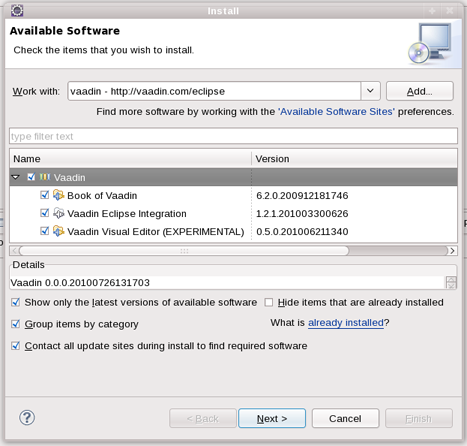 Install
Available Software
Check the items that you wish to install.
Work with: vaadin - http://vaadin.com/eclipse Add...
Find more software by working with the 'Available Software Sites' preferences.
type filter text
Name Version
Vaadin
Book of Vaadin 6.2.0.200912181746
Vaadin Eclipse Integration 1.2.1.201003300626
Vaadin Visual Editor (EXPERIMENTAL) 0.5.0.201006211340
Details
Vaadin 0.0.0.20100726131703
Show only the latest versions of available software Hide items that are already installed
Group items by category What is already installed?
Contact all update sites during install to find required software
? < Back Next > Cancel Finish